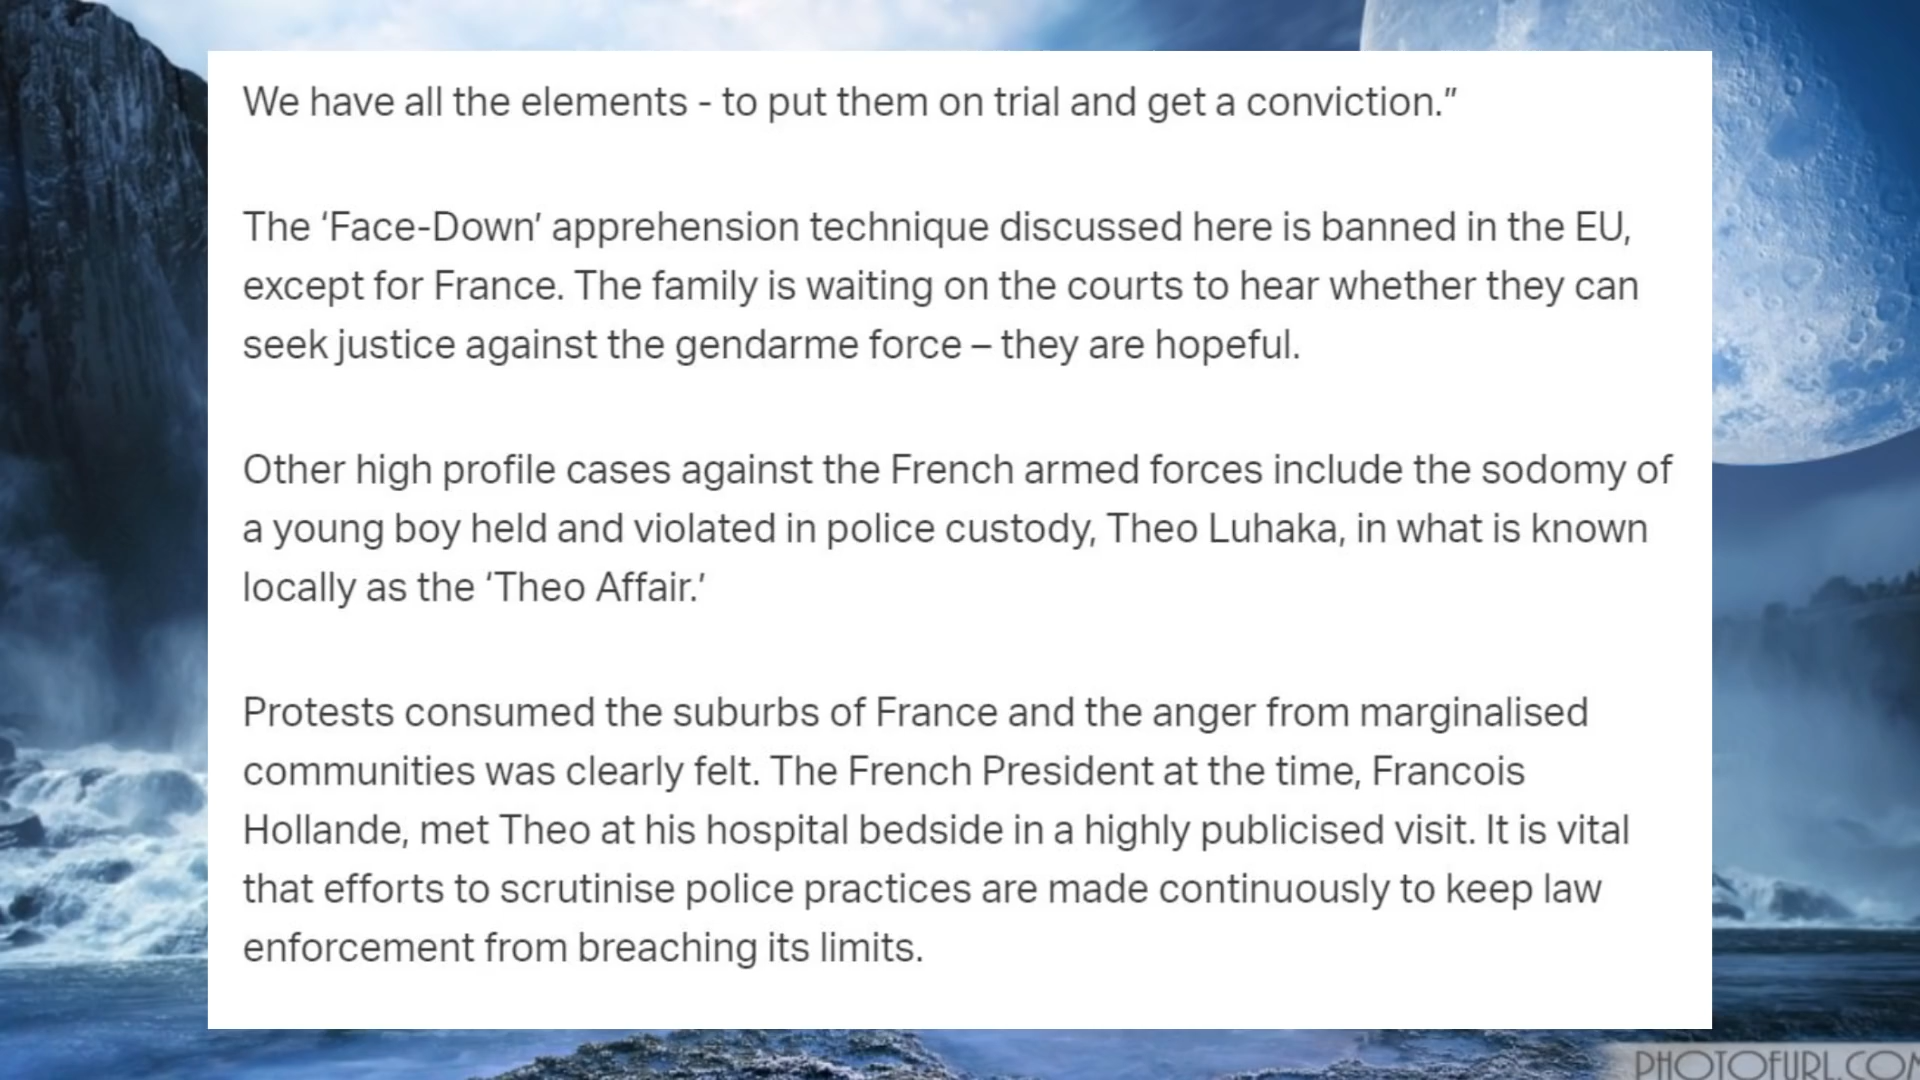 We have all the elements - to put them on trial and get a conviction.”
The ‘Face-Down’ apprehension technique discussed here is banned in the EU,
except for France. The family is waiting on the courts to hear whether they can
seek justice against the gendarme force – they are hopeful.
Other high profile cases against the French armed forces include the sodomy of
a young boy held and violated in police custody, Theo Luhaka, in what is known
locally as the ‘Theo Affair.’
Protests consumed the suburbs of France and the anger from marginalised
communities was clearly felt. The French President at the time, Francois
Hollande, met Theo at his hospital bedside in a highly publicised visit. It is vital
that efforts to scrutinise police practices are made continuously to keep law
enforcement from breaching its limits.
PHOTOFURL.COM